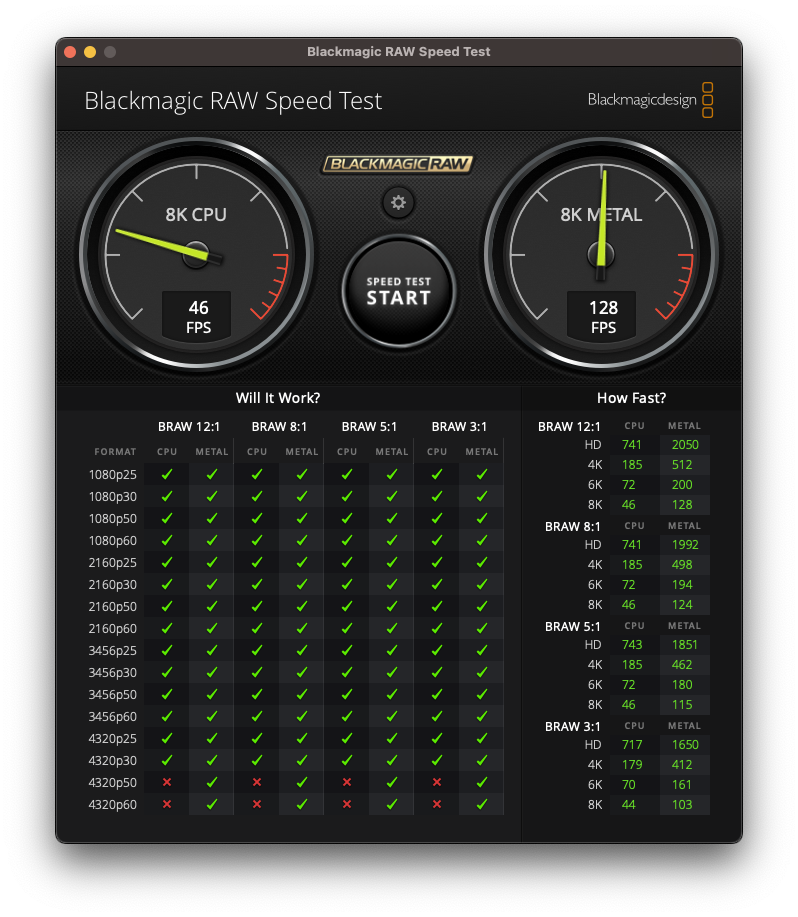 Blackmagic RAW Speed Test
Blackmagic RAW Speed Test
Blackmagicdesign
BLACKMAGIC RAW
8K CPU
46
FPS
SPEED TEST
START
8K METAL
128
FPS
Will It Work?
BRAW 12:1 BRAW 8:1 BRAW 5:1 BRAW 3:1
FORMAT CPU METAL CPU METAL CPU METAL CPU METAL
1080p25 ✓ ✓ ✓ ✓ ✓ ✓ ✓ ✓
1080p30 ✓ ✓ ✓ ✓ ✓ ✓ ✓ ✓
1080p50 ✓ ✓ ✓ ✓ ✓ ✓ ✓ ✓
1080p60 ✓ ✓ ✓ ✓ ✓ ✓ ✓ ✓
2160p25 ✓ ✓ ✓ ✓ ✓ ✓ ✓ ✓
2160p30 ✓ ✓ ✓ ✓ ✓ ✓ ✓ ✓
2160p50 ✓ ✓ ✓ ✓ ✓ ✓ ✓ ✓
2160p60 ✓ ✓ ✓ ✓ ✓ ✓ ✓ ✓
3456p25 ✓ ✓ ✓ ✓ ✓ ✓ ✓ ✓
3456p30 ✓ ✓ ✓ ✓ ✓ ✓ ✓ ✓
3456p50 ✓ ✓ ✓ ✓ ✓ ✓ ✓ ✓
3456p60 ✓ ✓ ✓ ✓ ✓ ✓ ✓ ✓
4320p25 ✓ ✓ ✓ ✓ ✓ ✓ ✓ ✓
4320p30 ✓ ✓ ✓ ✓ ✓ ✓ ✓ ✓
4320p50 ✗ ✓ ✗ ✓ ✗ ✓ ✗ ✓
4320p60 ✗ ✓ ✗ ✓ ✗ ✓ ✗ ✓
How Fast?
BRAW 12:1 CPU METAL
HD 741 2050
4K 185 512
6K 72 200
8K 46 128
BRAW 8:1 CPU METAL
HD 741 1992
4K 185 498
6K 72 194
8K 46 124
BRAW 5:1 CPU METAL
HD 743 1851
4K 185 462
6K 72 180
8K 46 115
BRAW 3:1 CPU METAL
HD 717 1650
4K 179 412
6K 70 161
8K 44 103